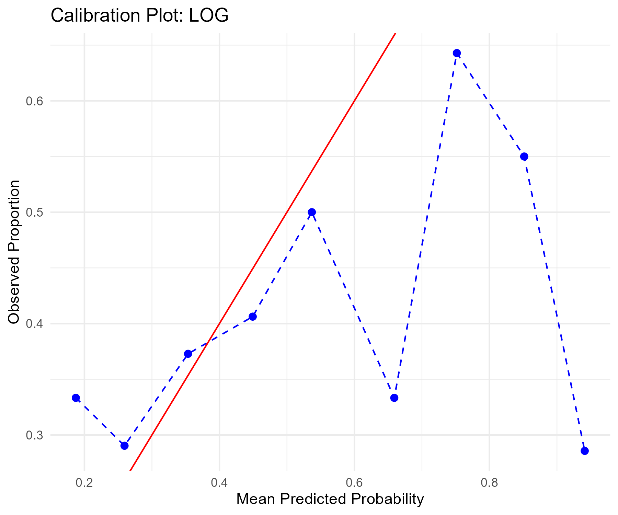 Calibration Plot: LOG
Observed Proportion
0.6
0.5
0.4
0.3
0.2 0.4 0.6 0.8
Mean Predicted Probability